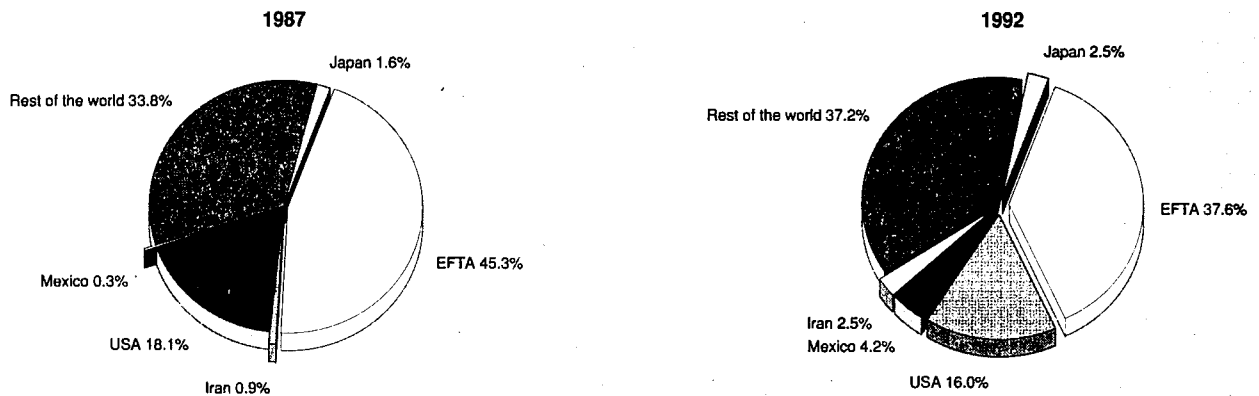 1987
Japan 1.6%
Rest of the world 33.8%
EFTA 45.3%
Mexico 0.3%
USA 18.1%
Iran 0.9%
1992
Japan 2.5%
Rest of the world 37.2%
EFTA 37.6%
Iran 2.5%
Mexico 4.2%
USA 16.0%